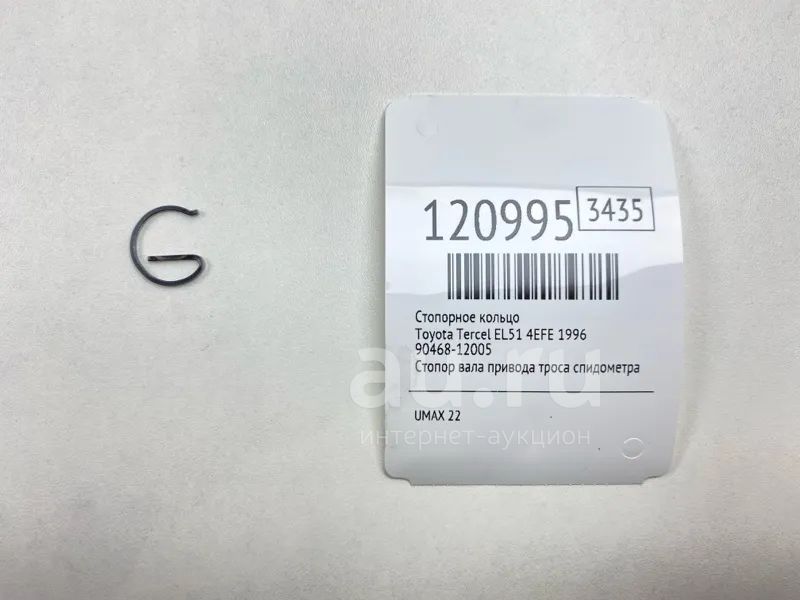 120995 3435
Стопорное кольцо
Toyota Tercel EL51 4EFE 1996
90468-12005
Стопор вала привода троса спидометра
au.ru
UMAX 22
интернет-аукцион